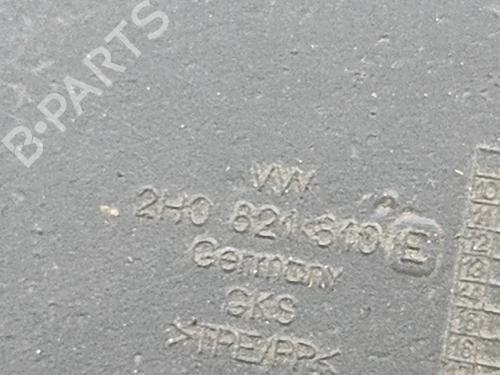 B-PARTS
VW
2H0 821 610 E
Germany
GKS
>TPE/PP<
10
11
12
13
14
15
16